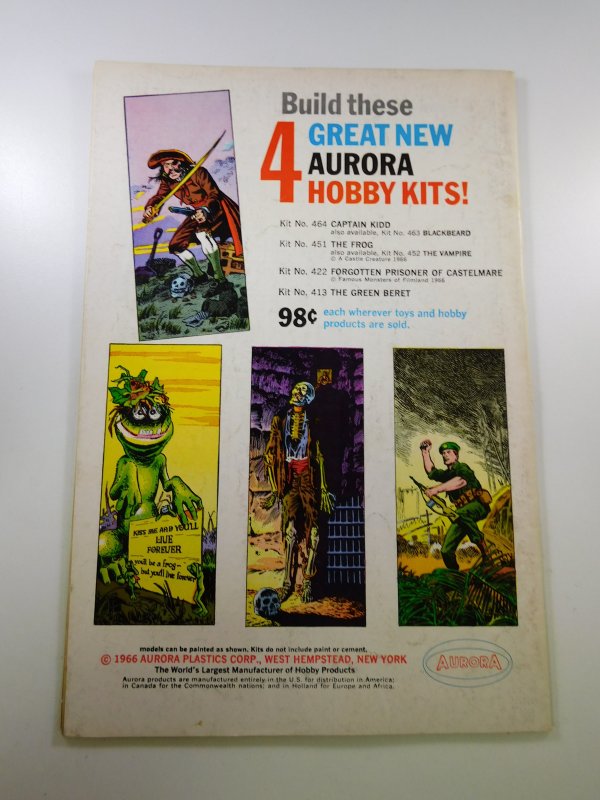 Build these
4 GREAT NEW
AURORA
HOBBY KITS!
Kit No. 464 CAPTAIN KIDD
also available, Kit No. 463 BLACKBEARD
Kit No. 451 THE FROG
also available, Kit No. 452 THE VAMPIRE
© A Castle Creature 1966
Kit No. 422 FORGOTTEN PRISONER OF CASTELMARE
© Famous Monsters of Filmland 1966
Kit No. 413 THE GREEN BERET
98¢ each wherever toys and hobby
products are sold.
KISS ME AND YOU'LL
LIVE
FOREVER
you'll be a frog-
but you'll live forever
models can be painted as shown. Kits do not include paint or cement.
© 1966 AURORA PLASTICS CORP., WEST HEMPSTEAD, NEW YORK
The World's Largest Manufacturer of Hobby Products
Aurora products are manufactured entirely in the U.S. for distribution in America;
in Canada for the Commonwealth nations; and in Holland for Europe and Africa.
AURORA